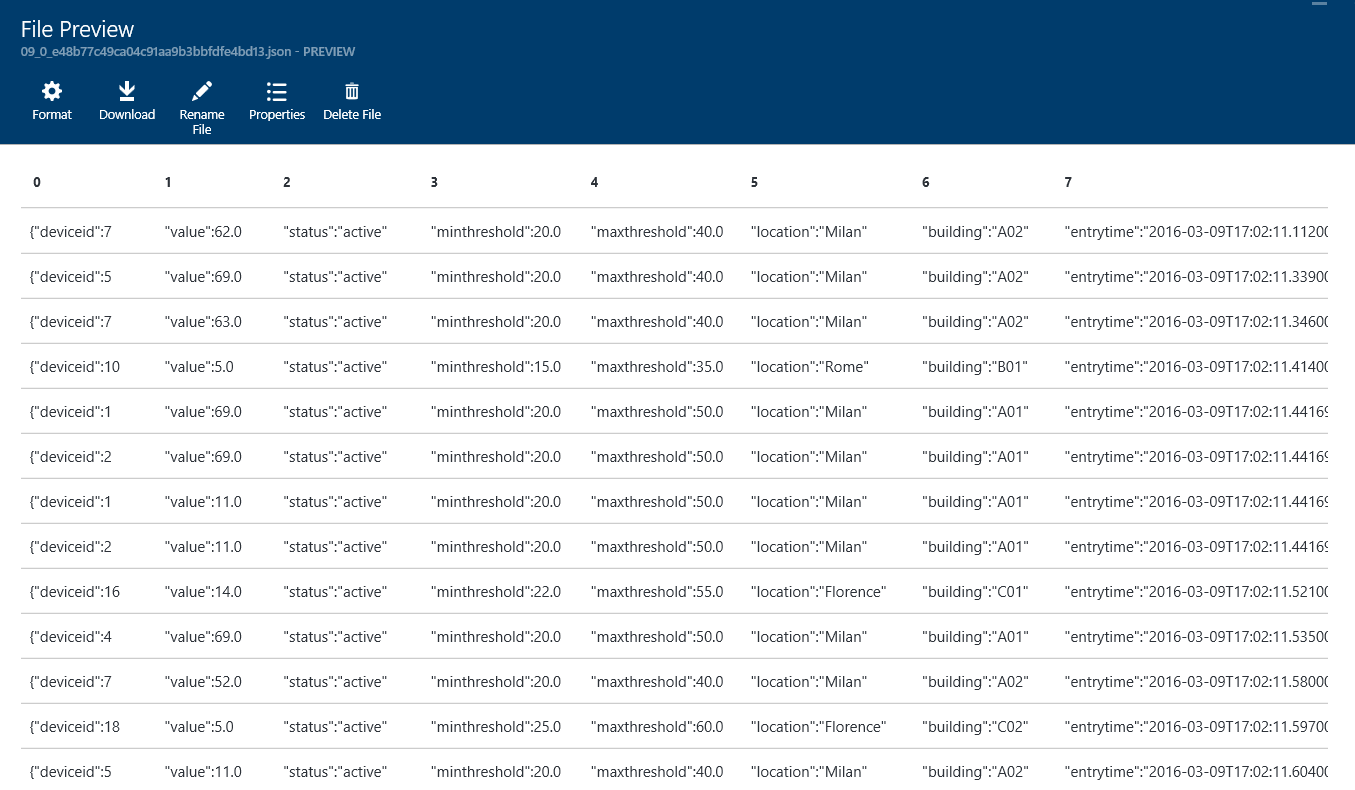 File Preview
09_0_e48b77c49ca04c91aa9b3bbfdfe4bd13.json - PREVIEW
Format Download Rename File Properties Delete File
0 1 2 3 4 5 6 7
{"deviceid":7 "value":62.0 "status":"active" "minthreshold":20.0 "maxthreshold":40.0 "location":"Milan" "building":"A02" "entrytime":"2016-03-09T17:02:11.11200
{"deviceid":5 "value":69.0 "status":"active" "minthreshold":20.0 "maxthreshold":40.0 "location":"Milan" "building":"A02" "entrytime":"2016-03-09T17:02:11.33900
{"deviceid":7 "value":63.0 "status":"active" "minthreshold":20.0 "maxthreshold":40.0 "location":"Milan" "building":"A02" "entrytime":"2016-03-09T17:02:11.34600
{"deviceid":10 "value":5.0 "status":"active" "minthreshold":15.0 "maxthreshold":35.0 "location":"Rome" "building":"B01" "entrytime":"2016-03-09T17:02:11.41400
{"deviceid":1 "value":69.0 "status":"active" "minthreshold":20.0 "maxthreshold":50.0 "location":"Milan" "building":"A01" "entrytime":"2016-03-09T17:02:11.44169
{"deviceid":2 "value":69.0 "status":"active" "minthreshold":20.0 "maxthreshold":50.0 "location":"Milan" "building":"A01" "entrytime":"2016-03-09T17:02:11.44169
{"deviceid":1 "value":11.0 "status":"active" "minthreshold":20.0 "maxthreshold":50.0 "location":"Milan" "building":"A01" "entrytime":"2016-03-09T17:02:11.44169
{"deviceid":2 "value":11.0 "status":"active" "minthreshold":20.0 "maxthreshold":50.0 "location":"Milan" "building":"A01" "entrytime":"2016-03-09T17:02:11.44169
{"deviceid":16 "value":14.0 "status":"active" "minthreshold":22.0 "maxthreshold":55.0 "location":"Florence" "building":"C01" "entrytime":"2016-03-09T17:02:11.52100
{"deviceid":4 "value":69.0 "status":"active" "minthreshold":20.0 "maxthreshold":50.0 "location":"Milan" "building":"A01" "entrytime":"2016-03-09T17:02:11.53500
{"deviceid":7 "value":52.0 "status":"active" "minthreshold":20.0 "maxthreshold":40.0 "location":"Milan" "building":"A02" "entrytime":"2016-03-09T17:02:11.58000
{"deviceid":18 "value":5.0 "status":"active" "minthreshold":25.0 "maxthreshold":60.0 "location":"Florence" "building":"C02" "entrytime":"2016-03-09T17:02:11.59700
{"deviceid":5 "value":11.0 "status":"active" "minthreshold":20.0 "maxthreshold":40.0 "location":"Milan" "building":"A02" "entrytime":"2016-03-09T17:02:11.60400